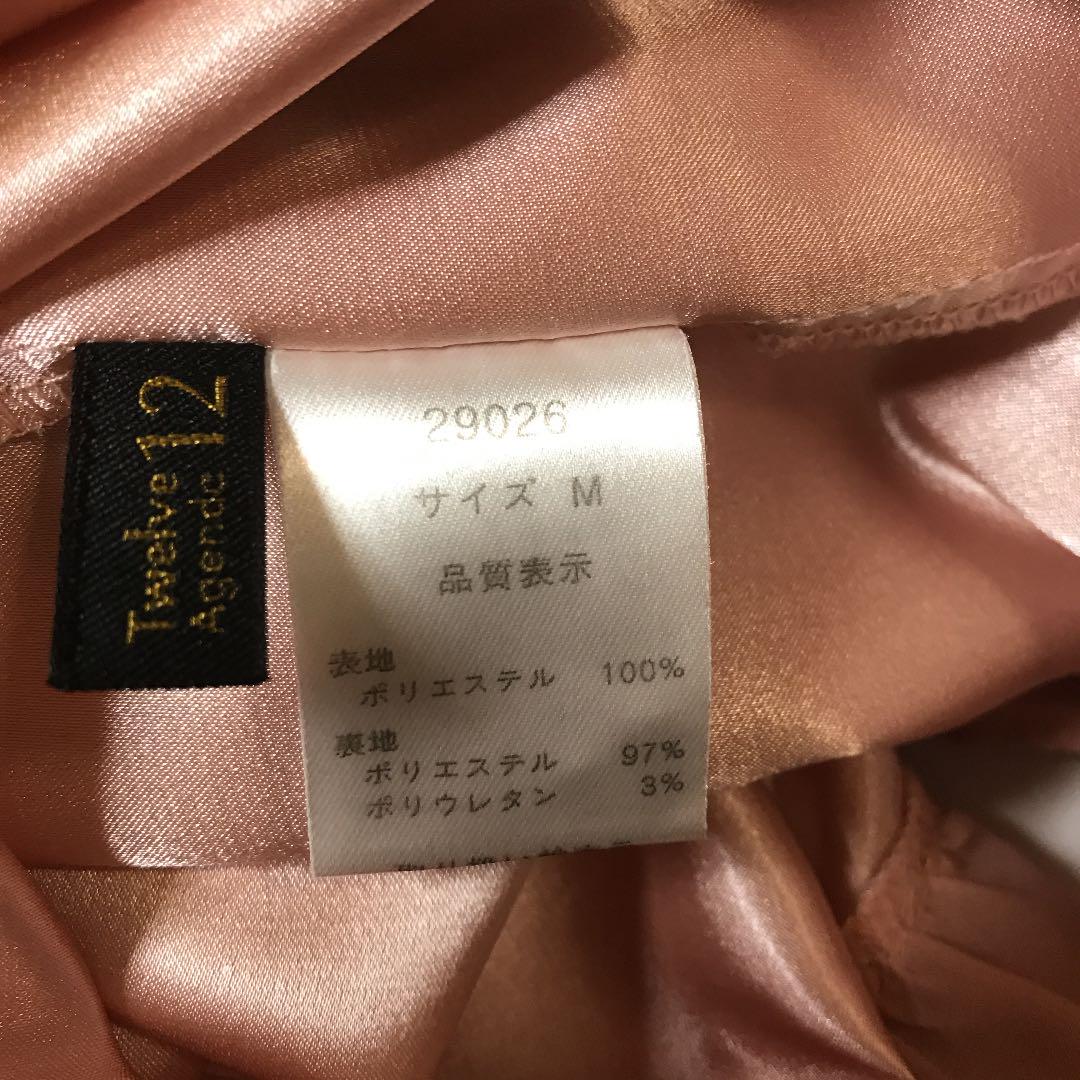 Twelve 12
Agenda
29026
サイズ M
品質表示
表地
ポリエステル 100%
裏地
ポリエステル 97%
ポリウレタン 3%